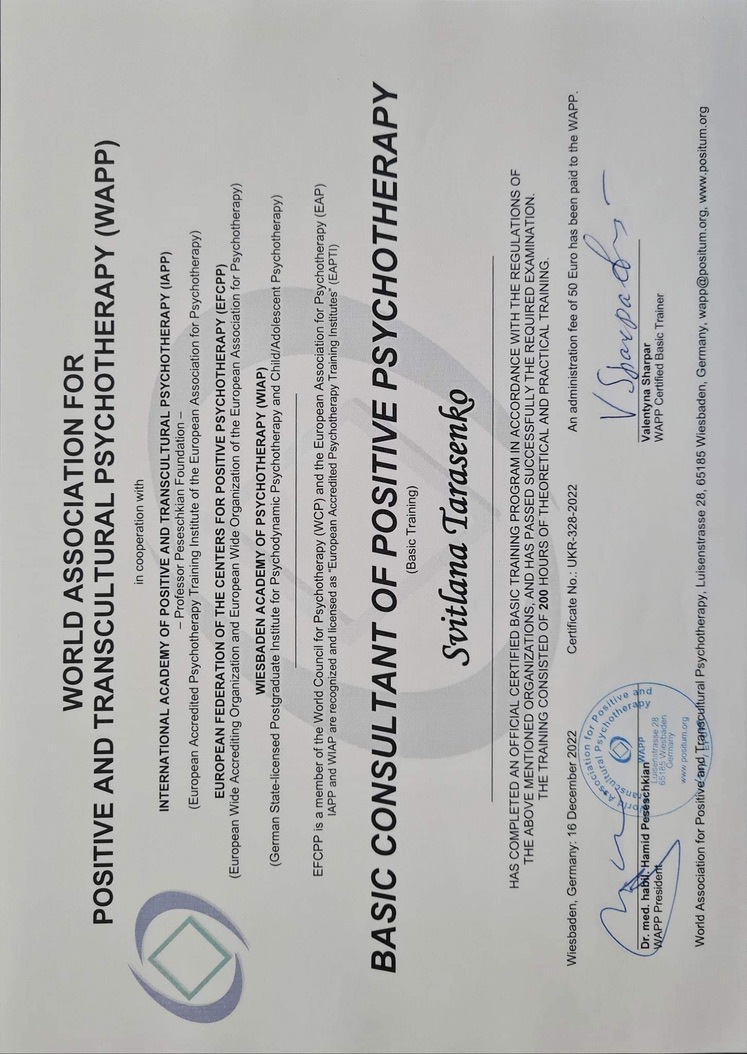 WORLD ASSOCIATION FOR
POSITIVE AND TRANSCULTURAL PSYCHOTHERAPY (WAPP)
in cooperation with
INTERNATIONAL ACADEMY OF POSITIVE AND TRANSCULTURAL PSYCHOTHERAPY (IAPP)
– Professor Peseschkian Foundation –
(European Accredited Psychotherapy Training Institute of the European Association for Psychotherapy)
EUROPEAN FEDERATION OF THE CENTERS FOR POSITIVE PSYCHOTHERAPY (EFCPP)
(European Wide Accrediting Organization and European Wide Organization of the European Association for Psychotherapy)
WIESBADEN ACADEMY OF PSYCHOTHERAPY (WIAP)
(German State-licensed Postgraduate Institute for Psychodynamic Psychotherapy and Child/Adolescent Psychotherapy)
EFCPP is a member of the World Council for Psychotherapy (WCP) and the European Association for Psychotherapy (EAP)
IAPP and WIAP are recognized and licensed as "European Accredited Psychotherapy Training Institutes" (EAPTI)
BASIC CONSULTANT OF POSITIVE PSYCHOTHERAPY
(Basic Training)
Svitlana Tarasenko
HAS COMPLETED AN OFFICIAL CERTIFIED BASIC TRAINING PROGRAM IN ACCORDANCE WITH THE REGULATIONS OF
THE ABOVE MENTIONED ORGANIZATIONS, AND HAS PASSED SUCCESSFULLY THE REQUIRED EXAMINATION.
THE TRAINING CONSISTED OF 200 HOURS OF THEORETICAL AND PRACTICAL TRAINING.
Wiesbaden, Germany: 16 December 2022 Certificate No.: UKR-328-2022 An administration fee of 50 Euro has been paid to the WAPP.
V Sharpar
World Association for Positive and
Transcultural Psychotherapy
WAPP
Luisenstrasse 28
65185 Wiesbaden
Germany
www.positum.org
Dr. med. habil. Hamid Peseschkian Valentyna Sharpar
WAPP President WAPP Certified Basic Trainer
World Association for Positive and Transcultural Psychotherapy, Luisenstrasse 28, 65185 Wiesbaden, Germany, wapp@positum.org, www.positum.org